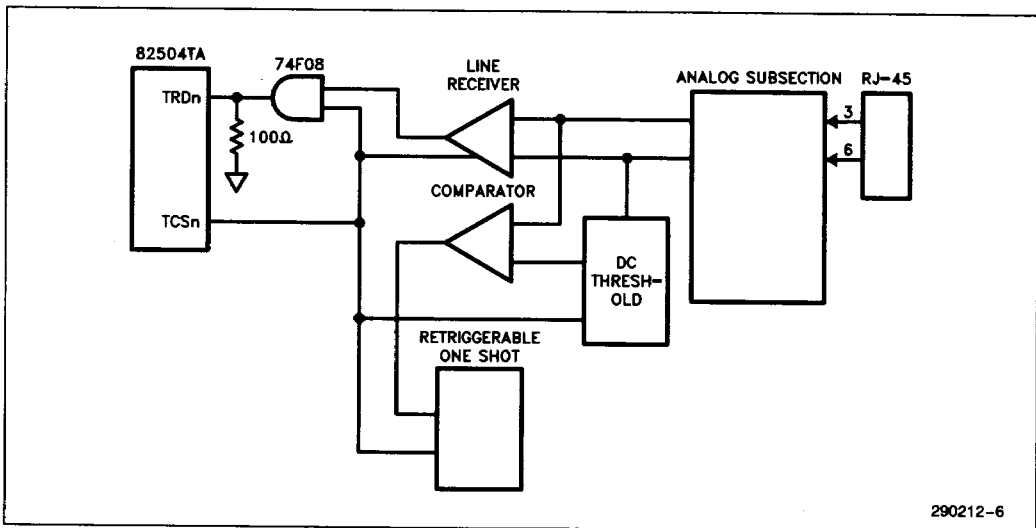 82504TA
TRDn
100Ω
TCSn
74F08
LINE
RECEIVER
COMPARATOR
RETRIGGERABLE
ONE SHOT
DC
THRESH-
OLD
ANALOG SUBSECTION
RJ-45
3
6
290212-6